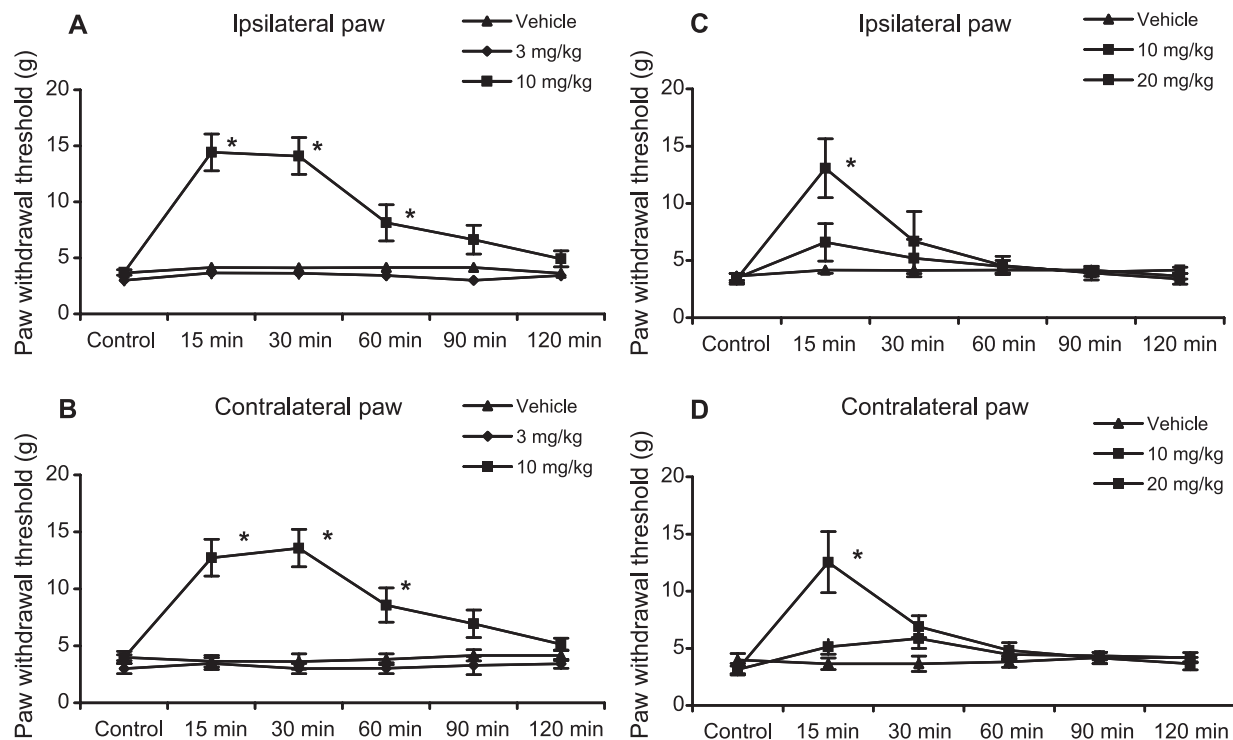 A
Ipsilateral paw
Vehicle
3 mg/kg
10 mg/kg
Paw withdrawal threshold (g)
20
15
10
5
0
* * *
Control 15 min 30 min 60 min 90 min 120 min
C
Ipsilateral paw
Vehicle
10 mg/kg
20 mg/kg
Paw withdrawal threshold (g)
20
15
10
5
0
*
Control 15 min 30 min 60 min 90 min 120 min
B
Contralateral paw
Vehicle
3 mg/kg
10 mg/kg
Paw withdrawal threshold (g)
20
15
10
5
0
* * *
Control 15 min 30 min 60 min 90 min 120 min
D
Contralateral paw
Vehicle
10 mg/kg
20 mg/kg
Paw withdrawal threshold (g)
20
15
10
5
0
*
Control 15 min 30 min 60 min 90 min 120 min